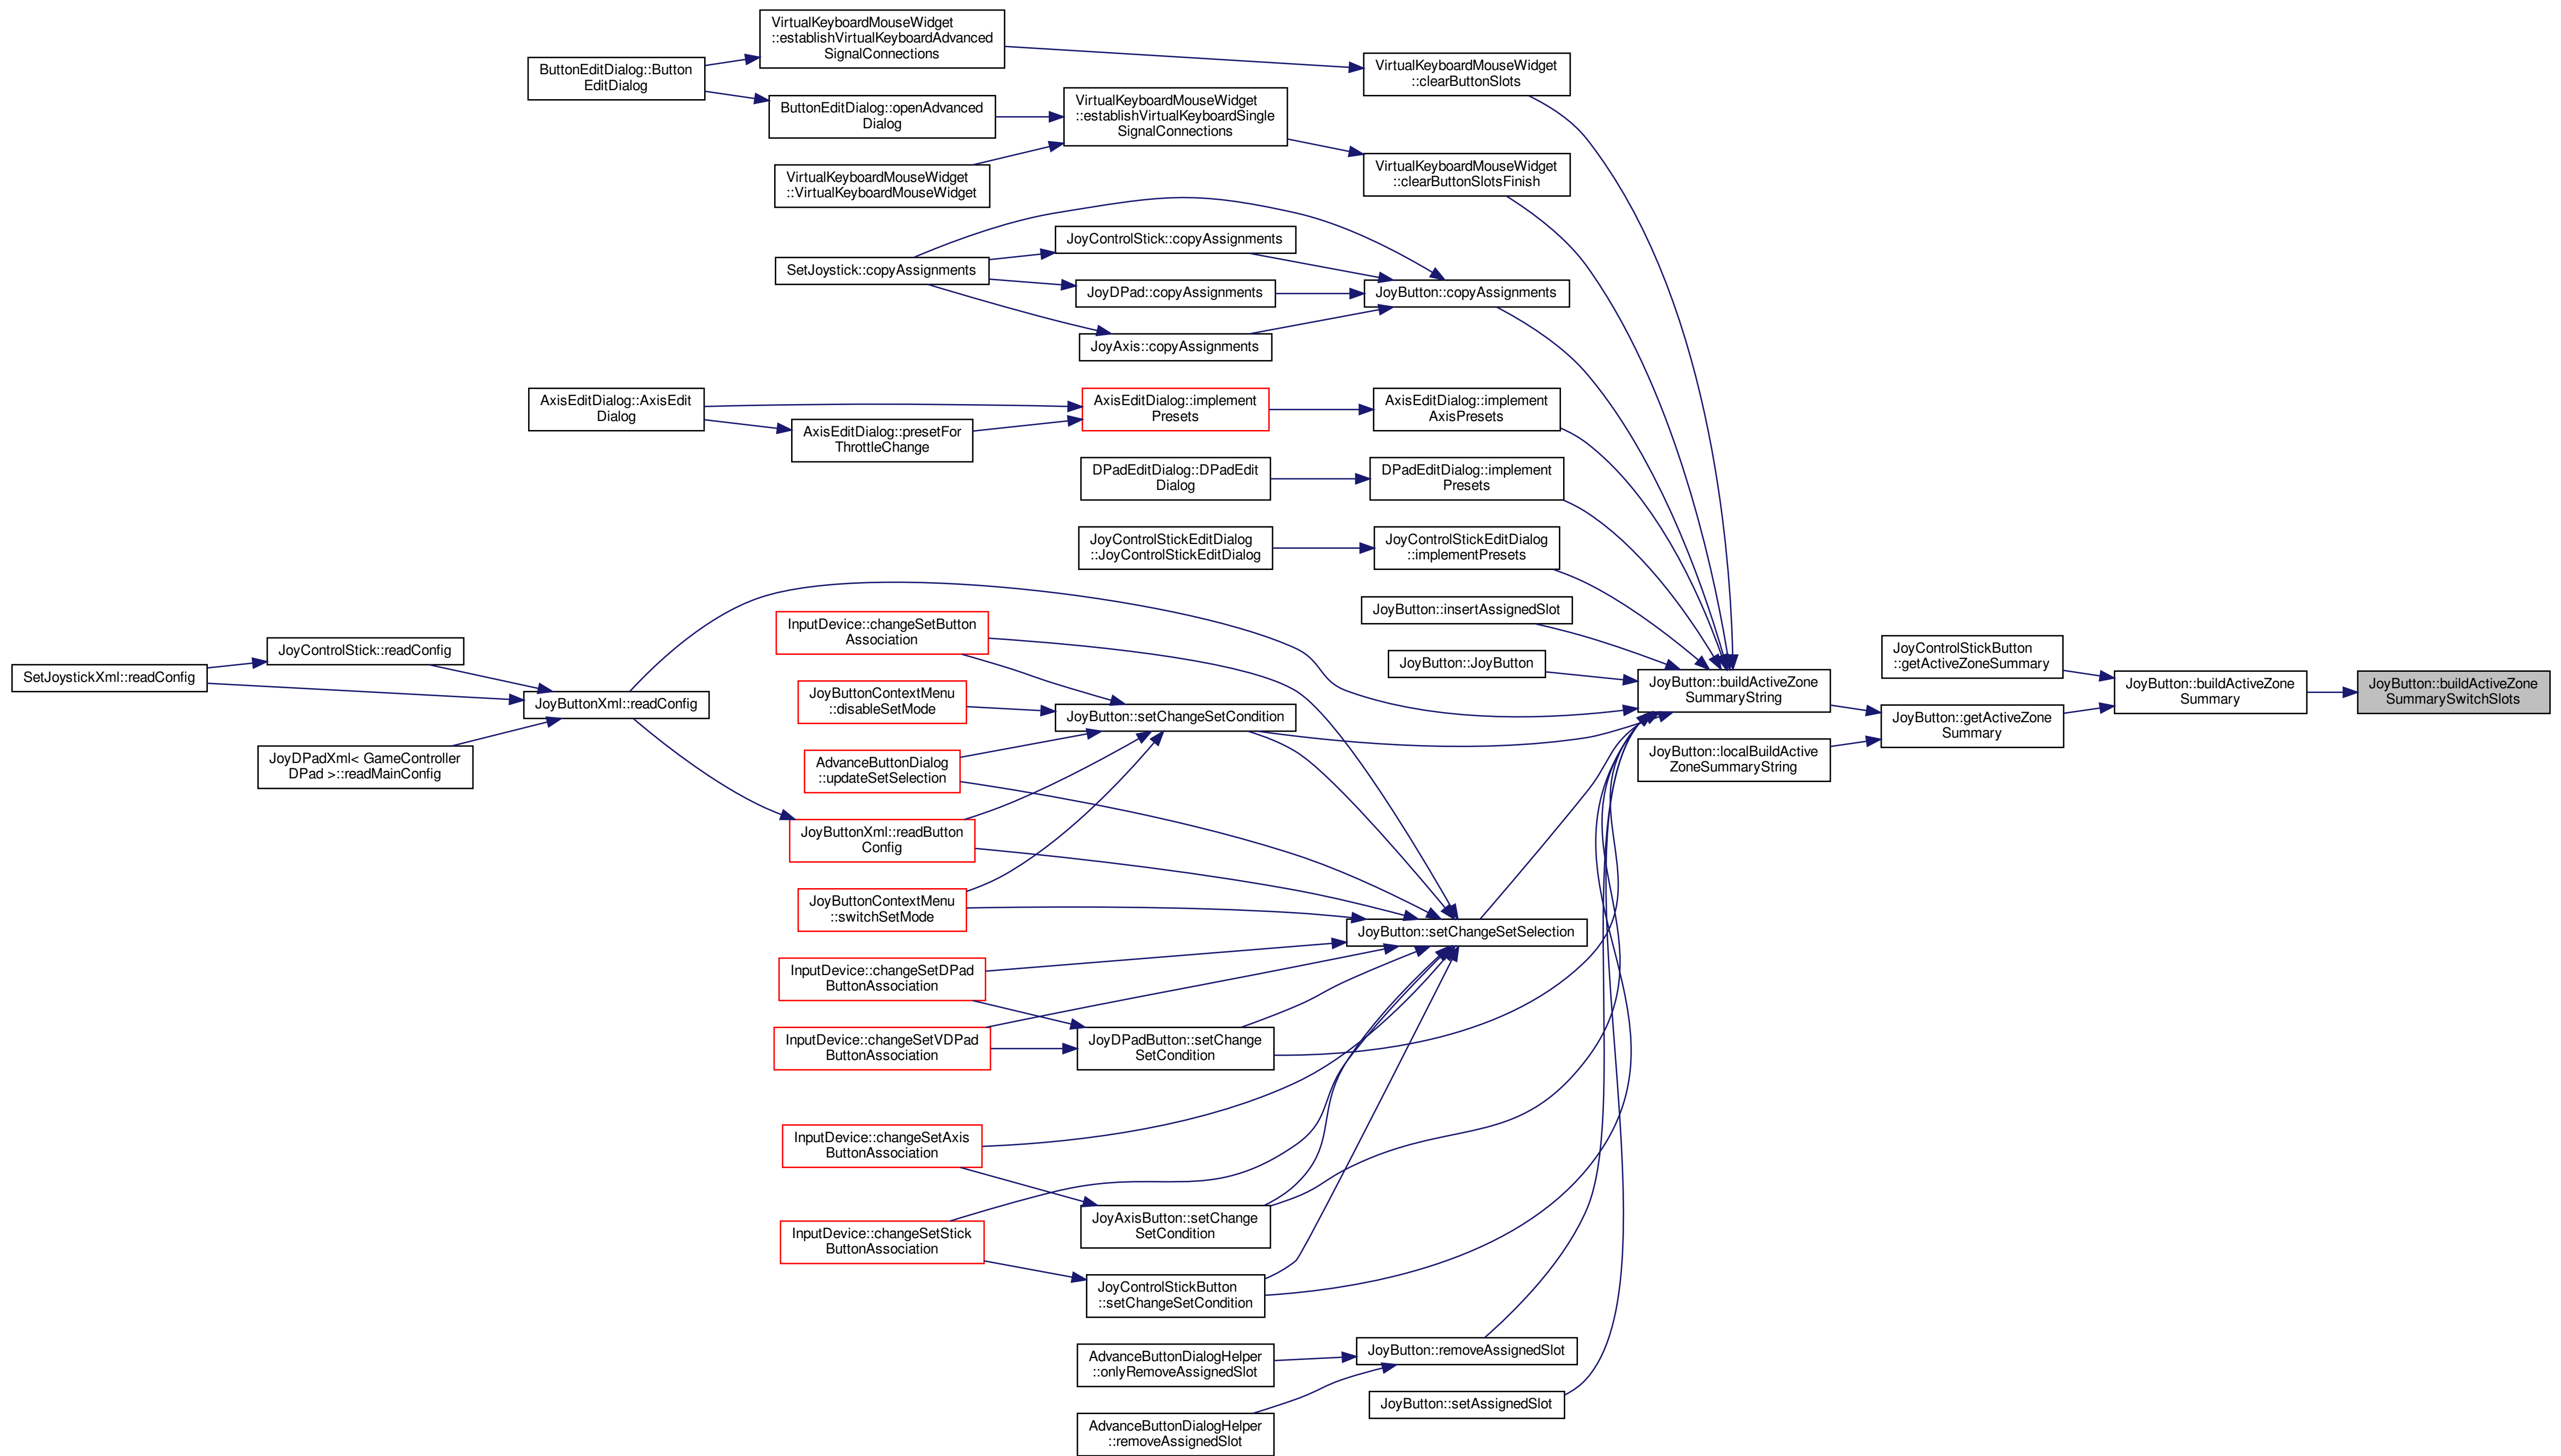 VirtualKeyboardMouseWidget
::establishVirtualKeyboardAdvanced
SignalConnections
ButtonEditDialog::Button
EditDialog
VirtualKeyboardMouseWidget
::clearButtonSlots
ButtonEditDialog::openAdvanced
Dialog
VirtualKeyboardMouseWidget
::establishVirtualKeyboardSingle
SignalConnections
VirtualKeyboardMouseWidget
::VirtualKeyboardMouseWidget
VirtualKeyboardMouseWidget
::clearButtonSlotsFinish
JoyControlStick::copyAssignments
SetJoystick::copyAssignments
JoyDPad::copyAssignments
JoyButton::copyAssignments
JoyAxis::copyAssignments
AxisEditDialog::AxisEdit
Dialog
AxisEditDialog::implement
Presets
AxisEditDialog::implement
AxisPresets
AxisEditDialog::presetFor
ThrottleChange
DPadEditDialog::DPadEdit
Dialog
DPadEditDialog::implement
Presets
JoyControlStickEditDialog
::JoyControlStickEditDialog
JoyControlStickEditDialog
::implementPresets
JoyButton::insertAssignedSlot
InputDevice::changeSetButton
Association
JoyControlStick::readConfig
SetJoystickXml::readConfig
JoyButton::JoyButton
JoyControlStickButton
::getActiveZoneSummary
JoyButtonContextMenu
::disableSetMode
JoyButtonXml::readConfig
JoyButton::setChangeSetCondition
JoyButton::buildActiveZone
SummaryString
JoyButton::getActiveZone
Summary
JoyButton::buildActiveZone
Summary
JoyButton::buildActiveZone
SummarySwitchSlots
JoyDPadXml< GameController
DPad >::readMainConfig
AdvanceButtonDialog
::updateSetSelection
JoyButton::localBuildActive
ZoneSummaryString
JoyButtonXml::readButton
Config
JoyButtonContextMenu
::switchSetMode
JoyButton::setChangeSetSelection
InputDevice::changeSetDPad
ButtonAssociation
InputDevice::changeSetVDPad
ButtonAssociation
JoyDPadButton::setChange
SetCondition
InputDevice::changeSetAxis
ButtonAssociation
JoyAxisButton::setChange
SetCondition
InputDevice::changeSetStick
ButtonAssociation
JoyControlStickButton
::setChangeSetCondition
AdvanceButtonDialogHelper
::onlyRemoveAssignedSlot
JoyButton::removeAssignedSlot
JoyButton::setAssignedSlot
AdvanceButtonDialogHelper
::removeAssignedSlot